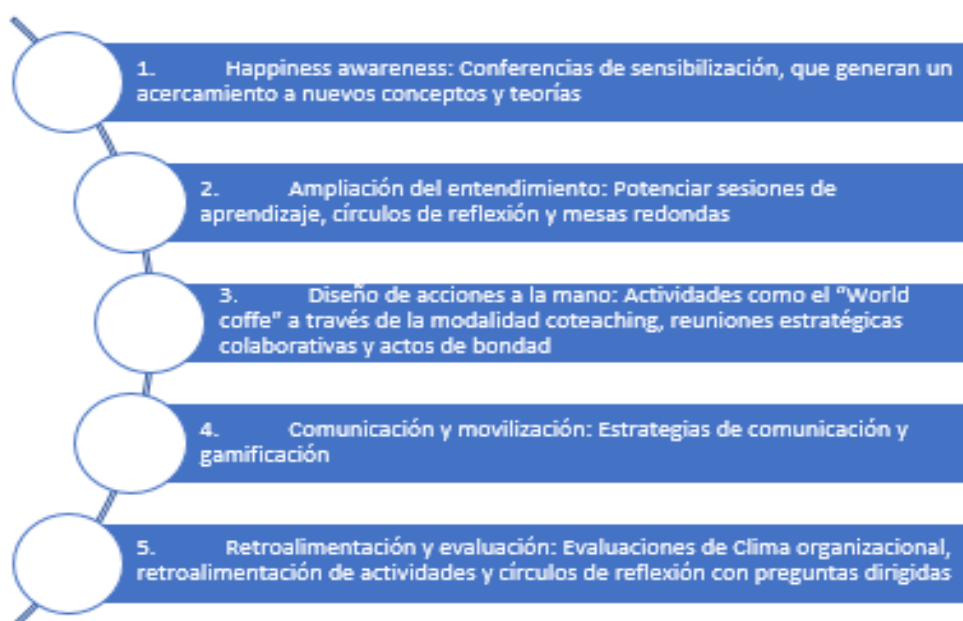 1. Happiness awareness: Conferencias de sensibilización, que generan un
acercamiento a nuevos conceptos y teorías
2. Ampliación del entendimiento: Potenciar sesiones de
aprendizaje, círculos de reflexión y mesas redondas
3. Diseño de acciones a la mano: Actividades como el “World
coffe” a través de la modalidad coteaching, reuniones estratégicas
colaborativas y actos de bondad
4. Comunicación y movilización: Estrategias de comunicación y
gamificación
5. Retroalimentación y evaluación: Evaluaciones de Clima organizacional,
retroalimentación de actividades y círculos de reflexión con preguntas dirigidas